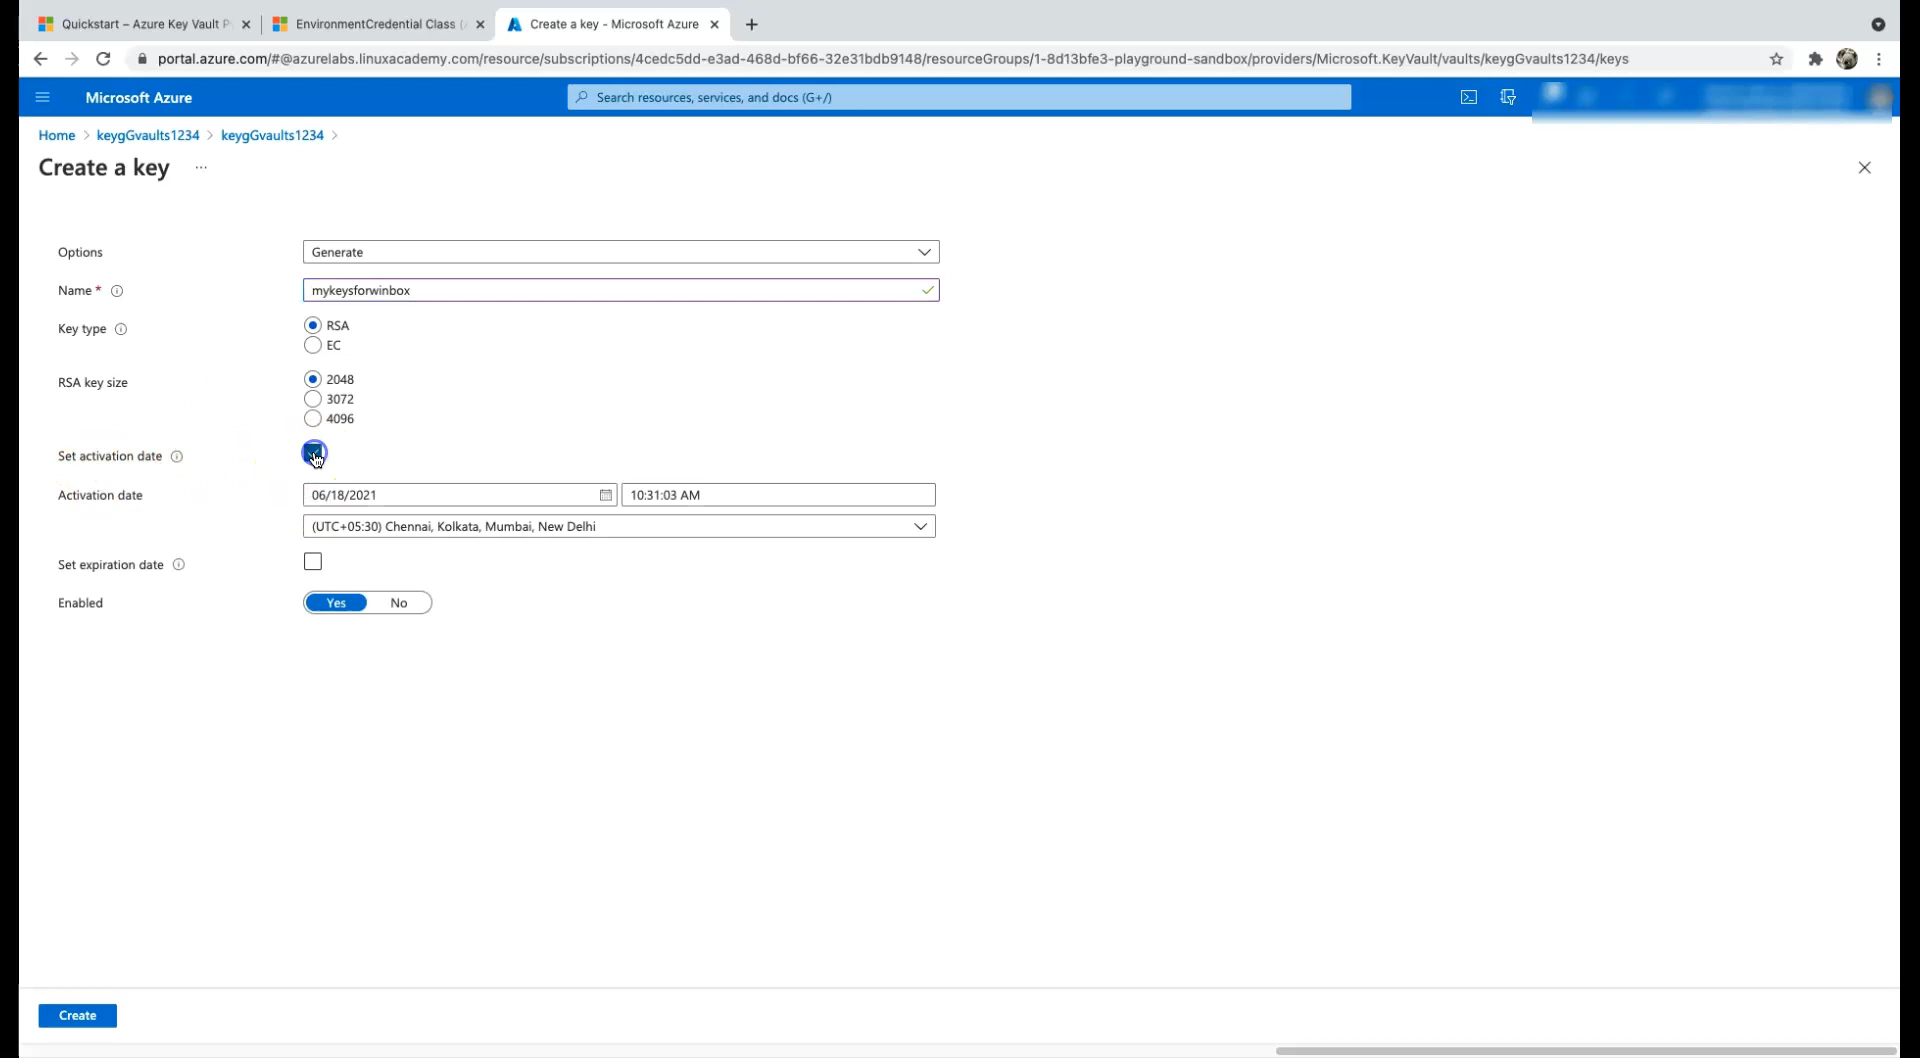 Quickstart – Azure Key Vault P
EnvironmentCredential Class (
Create a key - Microsoft Azure
portal.azure.com/#@azurelabs.linuxacademy.com/resource/subscriptions/4cedc5dd-e3ad-468d-bf66-32e31bdb9148/resourceGroups/1-8d13bfe3-playground-sandbox/providers/Microsoft.KeyVault/vaults/keygGvaults1234/keys
Microsoft Azure
Search resources, services, and docs (G+/)
Home > keygGvaults1234 > keygGvaults1234 >
Create a key ...
Options
Generate
Name *
mykeysforwinbox
Key type
RSA
EC
RSA key size
2048
3072
4096
Set activation date
Activation date
06/18/2021
10:31:03 AM
(UTC+05:30) Chennai, Kolkata, Mumbai, New Delhi
Set expiration date
Enabled
Yes No
Create